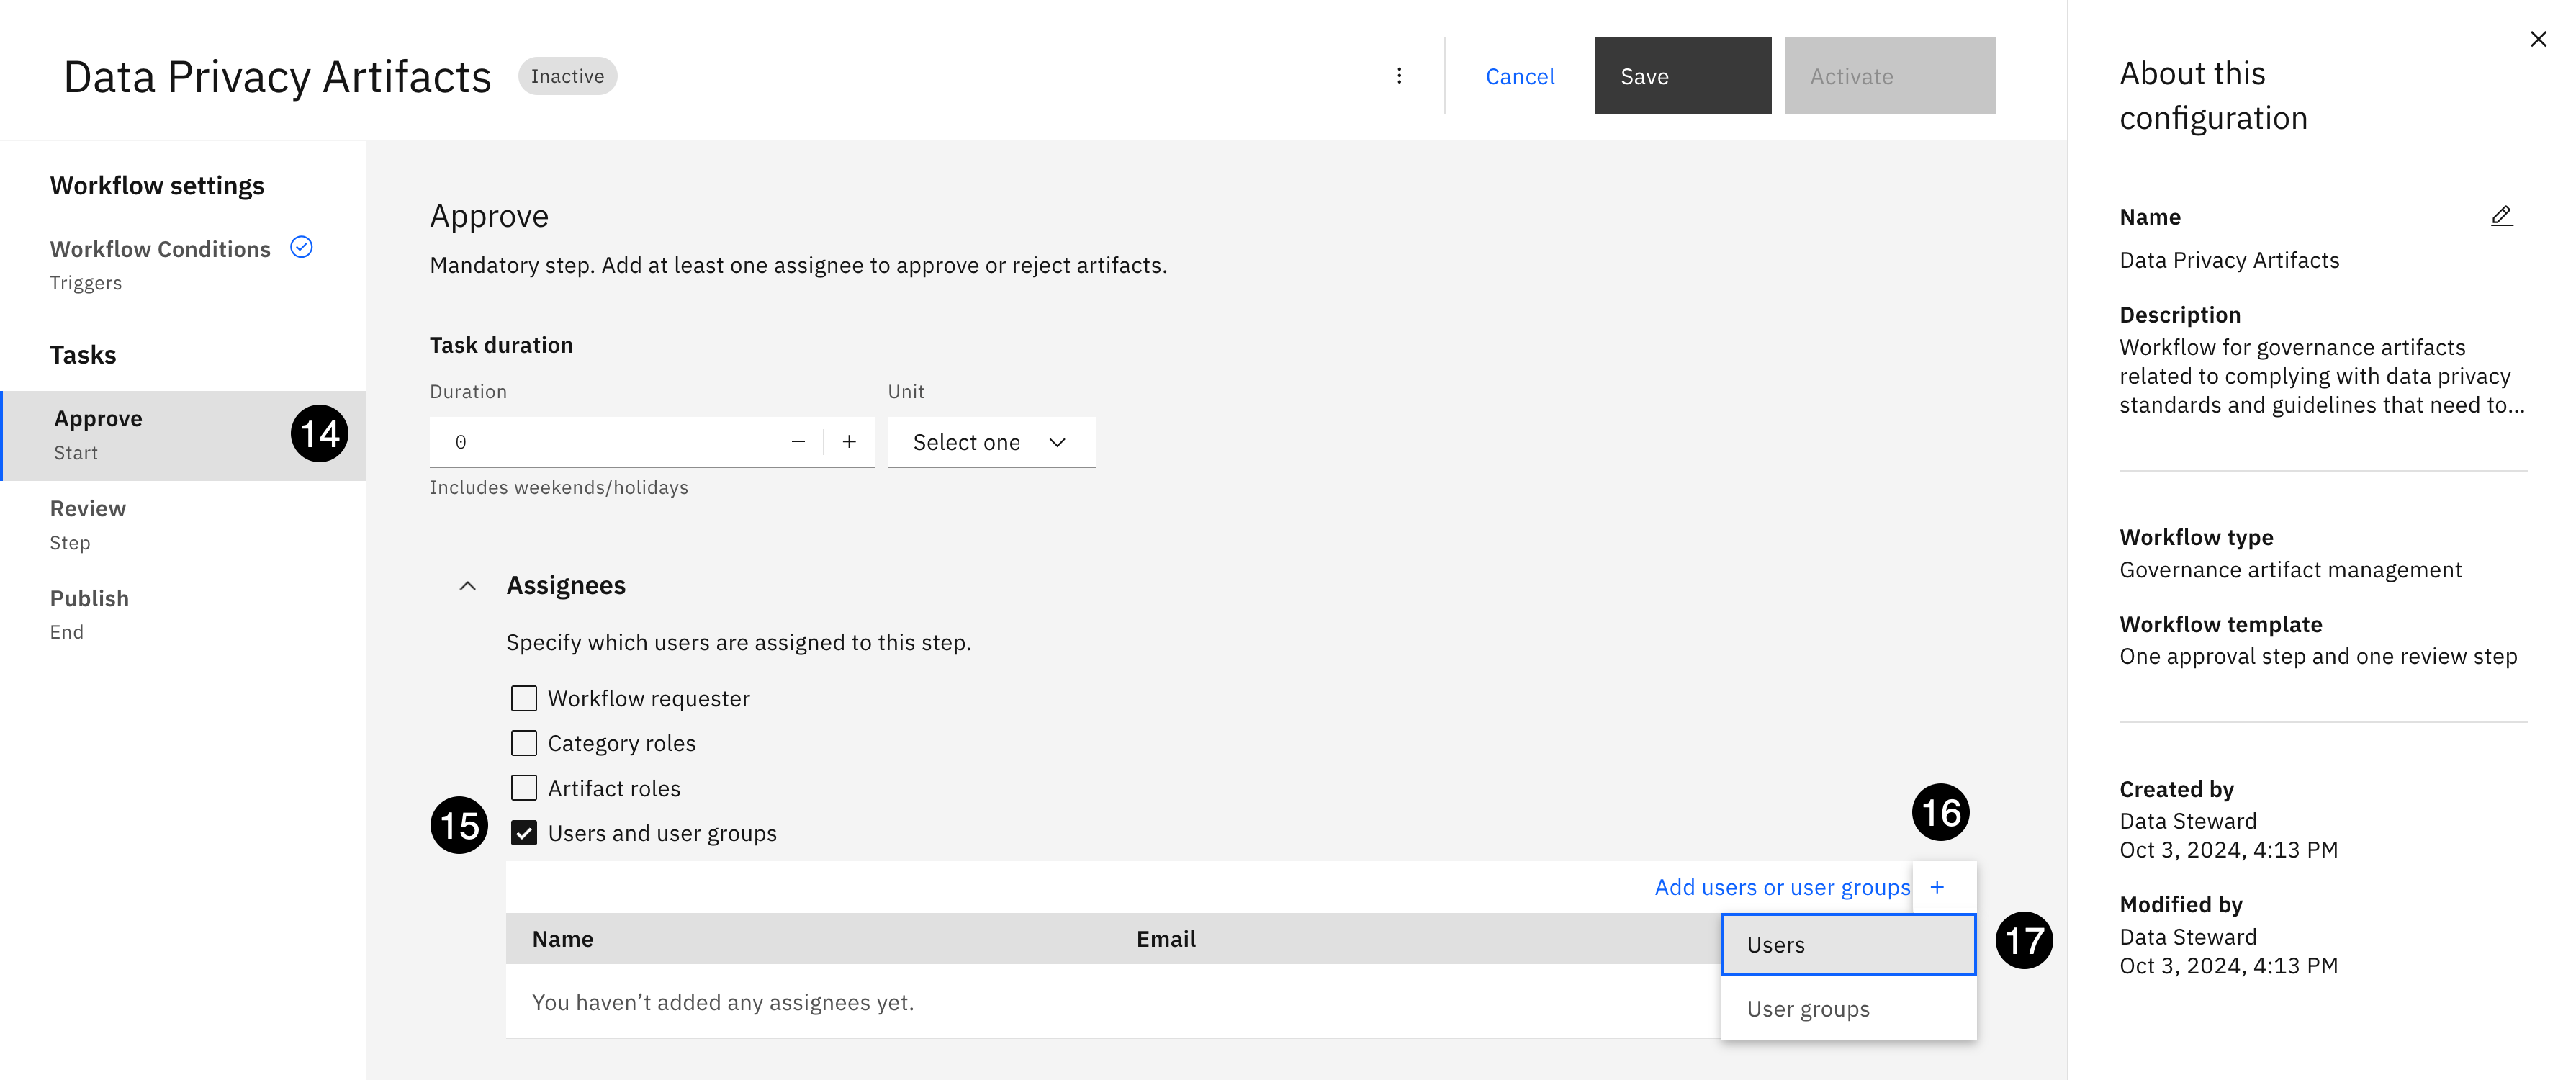 Data Privacy Artifacts
Inactive
Cancel
Save
Activate
Workflow settings
Workflow Conditions
Triggers
Tasks
Approve
Start
14
Review
Step
Publish
End
Approve
Mandatory step. Add at least one assignee to approve or reject artifacts.
Task duration
Duration
Unit
0
Select one
Includes weekends/holidays
Assignees
Specify which users are assigned to this step.
Workflow requester
Category roles
Artifact roles
15
Users and user groups
16
Add users or user groups +
Name
Email
Users
17
You haven’t added any assignees yet.
User groups
About this
configuration
Name
Data Privacy Artifacts
Description
Workflow for governance artifacts
related to complying with data privacy
standards and guidelines that need to...
Workflow type
Governance artifact management
Workflow template
One approval step and one review step
Created by
Data Steward
Oct 3, 2024, 4:13 PM
Modified by
Data Steward
Oct 3, 2024, 4:13 PM